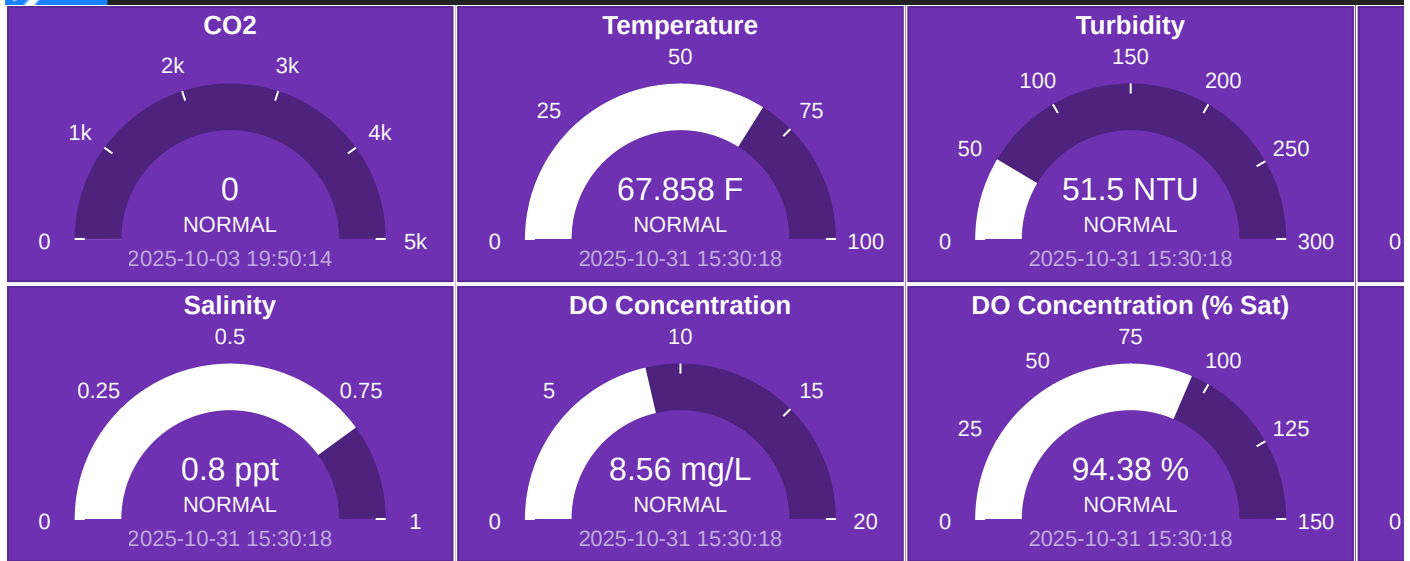 CO2
2k
3k
1k
4k
0
NORMAL
0
5k
2025-10-03 19:50:14
Temperature
50
25
75
67.858 F
NORMAL
0
100
2025-10-31 15:30:18
Turbidity
150
100
200
50
250
51.5 NTU
NORMAL
0
300
2025-10-31 15:30:18
0
Salinity
0.5
0.25
0.75
0.8 ppt
NORMAL
0
1
2025-10-31 15:30:18
DO Concentration
10
5
15
8.56 mg/L
NORMAL
0
20
2025-10-31 15:30:18
DO Concentration (% Sat)
75
50
100
25
125
94.38 %
NORMAL
0
150
2025-10-31 15:30:18
0